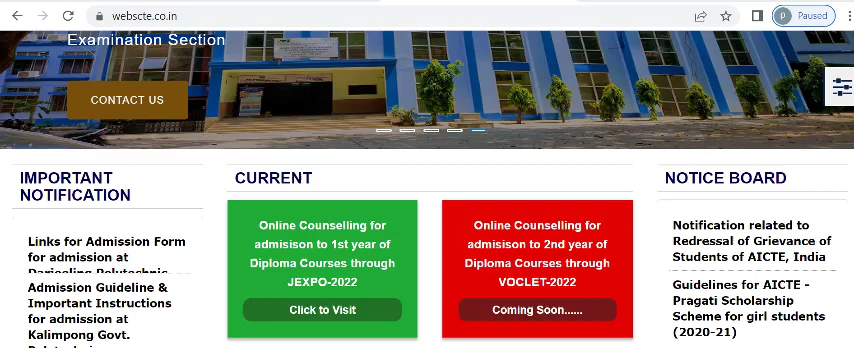 webscte.co.in
Paused
Examination Section
CONTACT US
IMPORTANT
NOTIFICATION
Links for Admission Form
for admission at
Darjeeling Polytechnic
Admission Guideline &
Important Instructions
for admission at
Kalimpong Govt.
CURRENT
Online Counselling for
admisison to 1st year of
Diploma Courses through
JEXPO-2022
Click to Visit
Online Counselling for
admisison to 2nd year of
Diploma Courses through
VOCLET-2022
Coming Soon......
NOTICE BOARD
Notification related to
Redressal of Grievance of
Students of AICTE, India
Guidelines for AICTE -
Pragati Scholarship
Scheme for girl students
(2020-21)